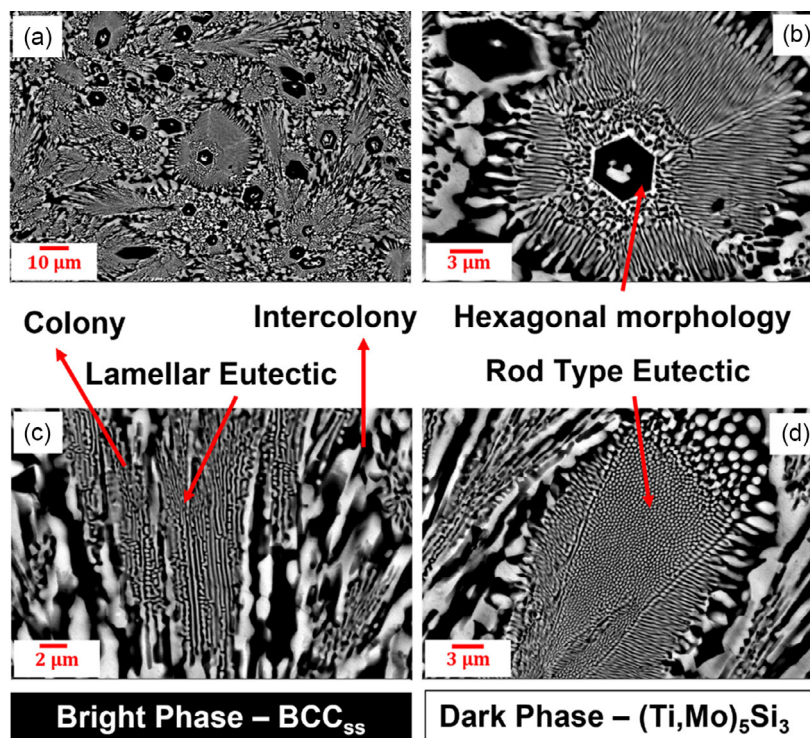 (a)
(b)
10 μm
3 μm
Colony
Intercolony
Hexagonal morphology
Lamellar Eutectic
Rod Type Eutectic
(c)
(d)
2 μm
3 μm
Bright Phase – BCCss
Dark Phase – (Ti,Mo)5Si3